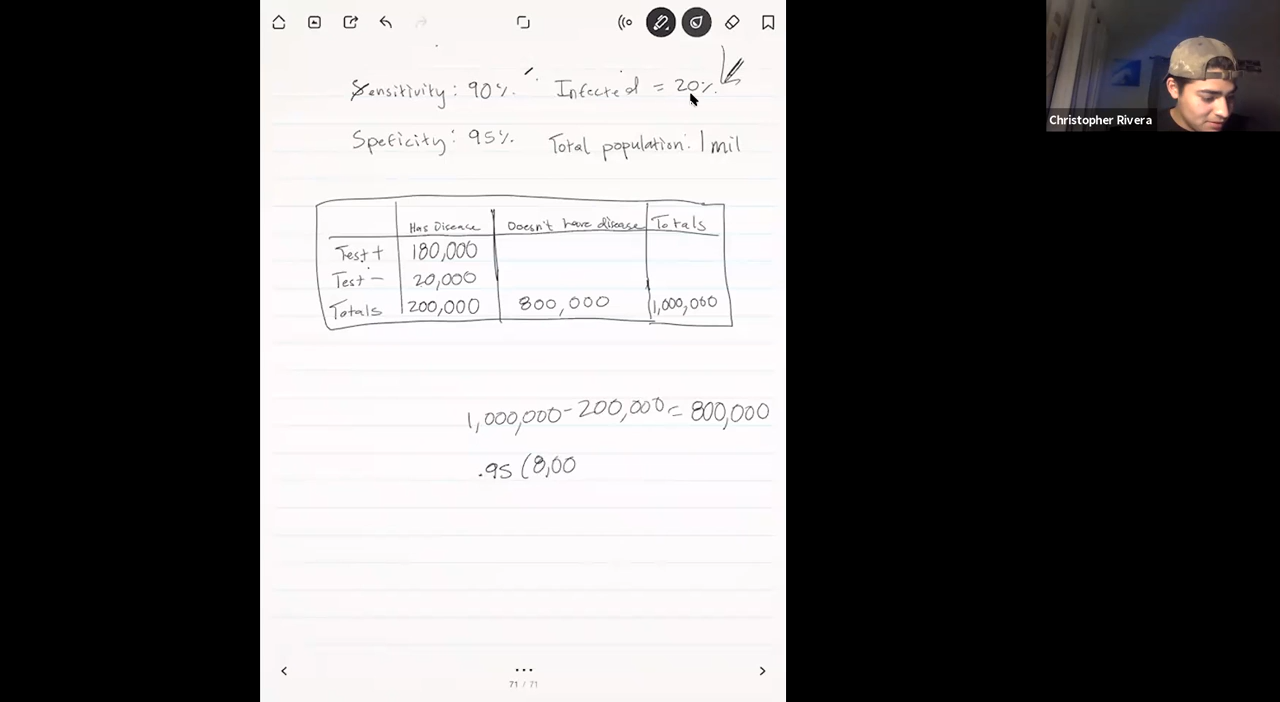 Sensitivity: 90% Infected = 20%
Speficity: 95% Total population: 1 mil
Has Disease Doesn't have disease Totals
Test + 180,000
Test - 20,000
Totals 200,000 800,000 1,000,000
1,000,000 - 200,000 = 800,000
.95 (8,00
71 / 71
Christopher Rivera